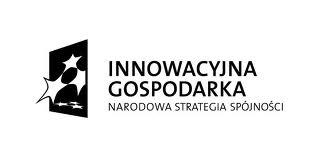 INNOWACYJNA
GOSPODARKA
NARODOWA STRATEGIA SPÓJNOŚCI